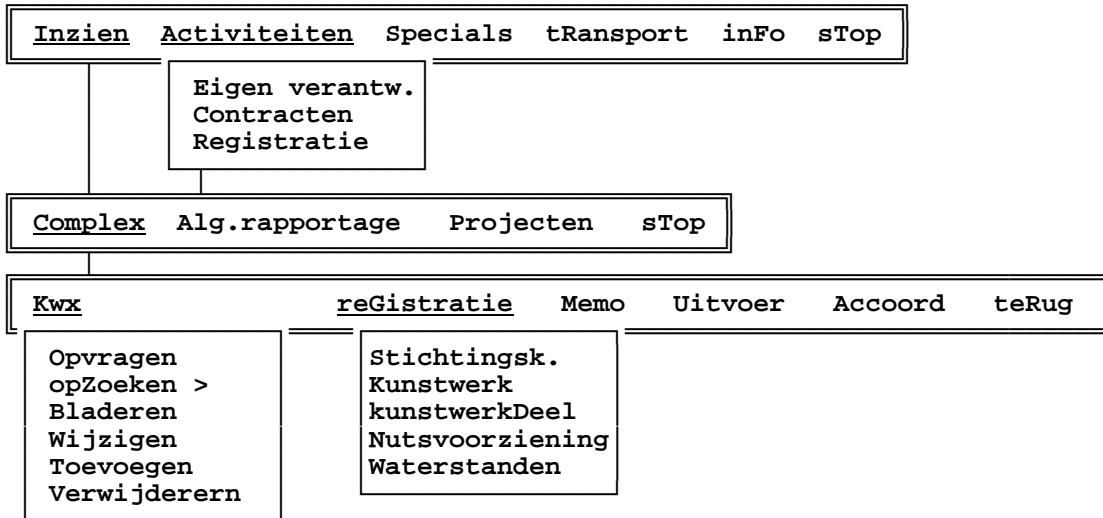 Inzien Activiteiten Specials tRansport inFo sTop
Eigen verantw.
Contracten
Registratie
Complex Alg.rapportage Projecten sTop
Kwx reGistratie Memo Uitvoer Accoord teRug
Opvragen
opZoeken >
Bladeren
Wijzigen
Toevoegen
Verwijderern
Stichtingsk.
Kunstwerk
kunstwerkDeel
Nutsvoorziening
Waterstanden